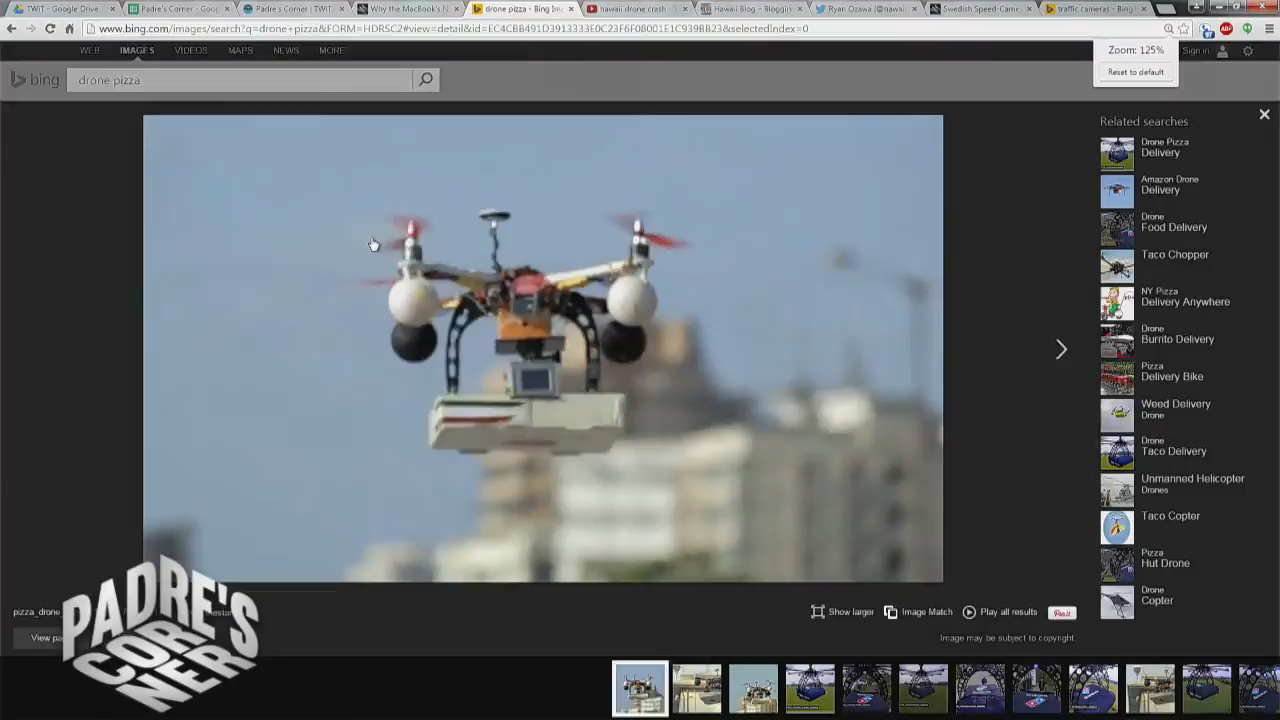 TWiT - Google Drive
Padre's Corner - Goog
Padre's Corner | TWiT
Why the MacBook's N
drone pizza - Bing Im
hawaii drone crash
Hawaii Blog – Bloggin
Ryan Ozawa (@hawaii
Swedish Speed-Came
traffic cameras - Bing I
www.bing.com/images/search?q=drone+pizza&FORM=HDRSC2#view=detail&id=EC4CBB491D3913333E0C23F6F08001E1C939BB23&selectedIndex=0
WEB IMAGES VIDEOS MAPS NEWS MORE
Zoom: 125%
Reset to default
Sign in
bing
drone pizza
Related searches
Drone Pizza
Delivery
Amazon Drone
Delivery
Drone
Food Delivery
Taco Chopper
NY Pizza
Delivery Anywhere
Drone
Burrito Delivery
Pizza
Delivery Bike
Weed Delivery
Drone
Drone
Taco Delivery
Unmanned Helicopter
Drones
Taco Copter
Pizza
Hut Drone
Drone
Copter
pizza_drone
Show larger
Image Match
Play all results
Pin it
View pa
Image may be subject to copyright
PADRE'S
CORNER